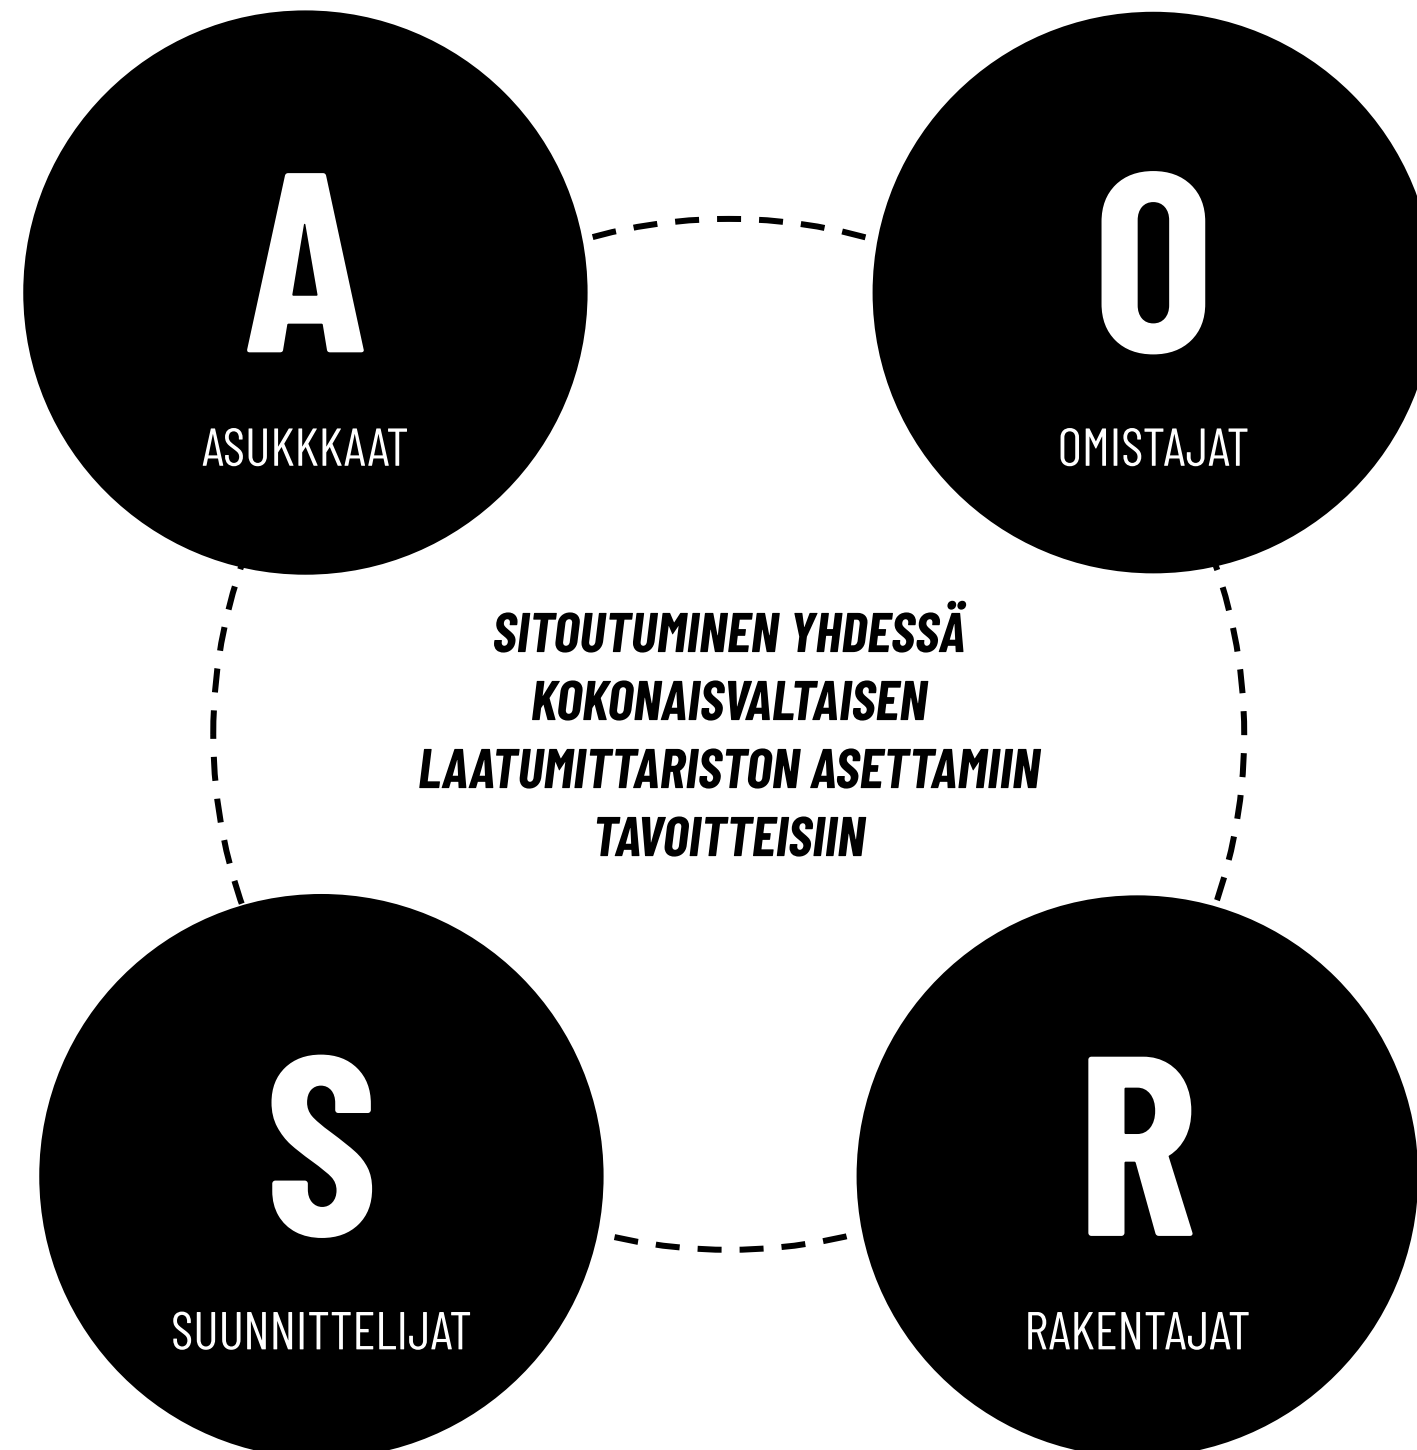 A
ASUKKKAAT
O
OMISTAJAT
SITOUTUMINEN YHDESSÄ
KOKONAISVALTAISEN
LAATUMITTARISTON ASETTAMIIN
TAVOITTEISIIN
S
SUUNNITTELIJAT
R
RAKENTAJAT